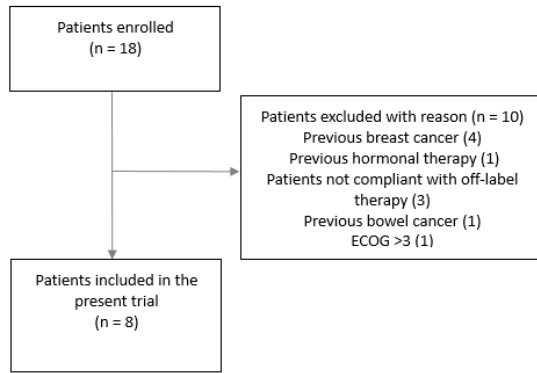 Patients enrolled
(n = 18)
Patients excluded with reason (n = 10)
Previous breast cancer (4)
Previous hormonal therapy (1)
Patients not compliant with off-label
therapy (3)
Previous bowel cancer (1)
ECOG >3 (1)
Patients included in the
present trial
(n = 8)